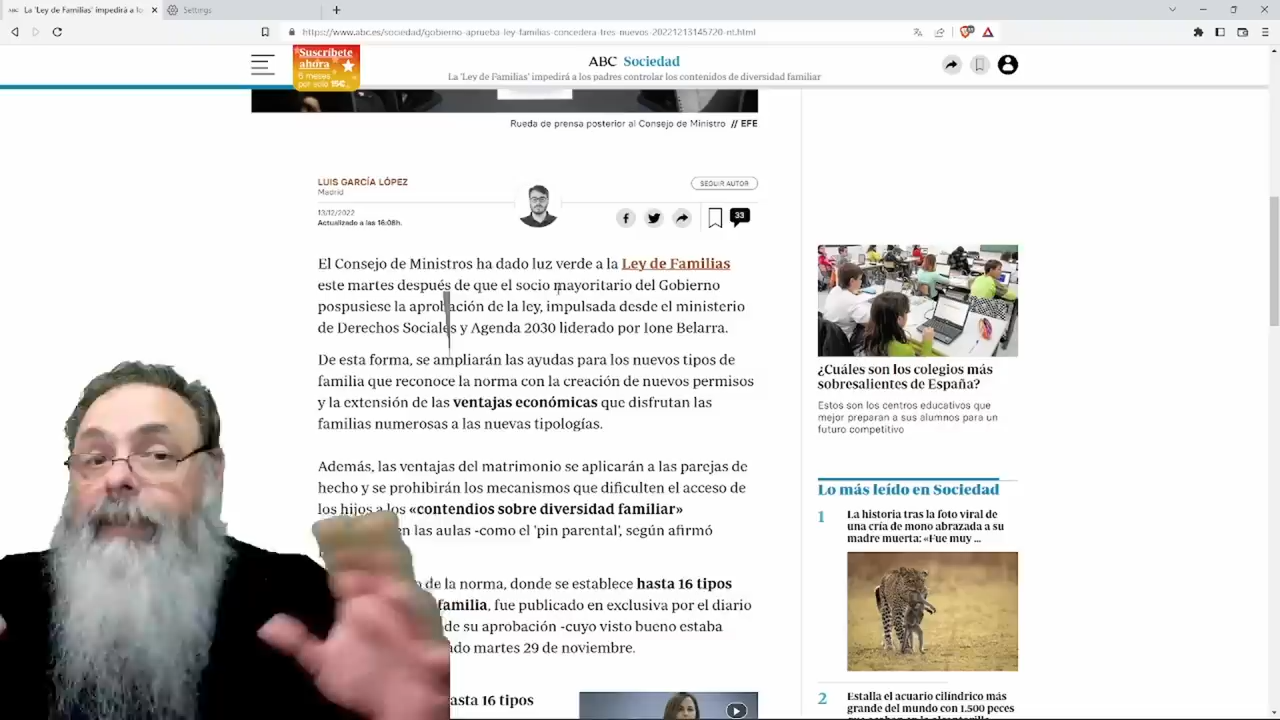 La 'Ley de Familias' impedirá a lo
Settings
https://www.abc.es/sociedad/gobierno-aprueba-ley-familias-concedera-tres-nuevos-20221213145720-nt.html
Suscríbete
ahora
6 meses
por solo 15€
ABC Sociedad
La 'Ley de Familias' impedirá a los padres controlar los contenidos de diversidad familiar
Rueda de prensa posterior al Consejo de Ministro // EFE
LUIS GARCÍA LÓPEZ
Madrid
SEGUIR AUTOR
13/12/2022
Actualizado a las 16:08h.
33
El Consejo de Ministros ha dado luz verde a la Ley de Familias
este martes después de que el socio mayoritario del Gobierno
pospusiese la aprobación de la ley, impulsada desde el ministerio
de Derechos Sociales y Agenda 2030 liderado por Ione Belarra.
De esta forma, se ampliarán las ayudas para los nuevos tipos de
familia que reconoce la norma con la creación de nuevos permisos
y la extensión de las ventajas económicas que disfrutan las
familias numerosas a las nuevas tipologías.
Además, las ventajas del matrimonio se aplicarán a las parejas de
hecho y se prohibirán los mecanismos que dificulten el acceso de
los hijos a los «contendios sobre diversidad familiar»
en las aulas -como el 'pin parental', según afirmó
de la norma, donde se establece hasta 16 tipos
familia, fue publicado en exclusiva por el diario
de su aprobación -cuyo visto bueno estaba
ado martes 29 de noviembre.
asta 16 tipos
¿Cuáles son los colegios más
sobresalientes de España?
Estos son los centros educativos que
mejor preparan a sus alumnos para un
futuro competitivo
Lo más leído en Sociedad
1
La historia tras la foto viral de
una cría de mono abrazada a su
madre muerta: «Fue muy ...
2
Estalla el acuario cilíndrico más
grande del mundo con 1.500 peces